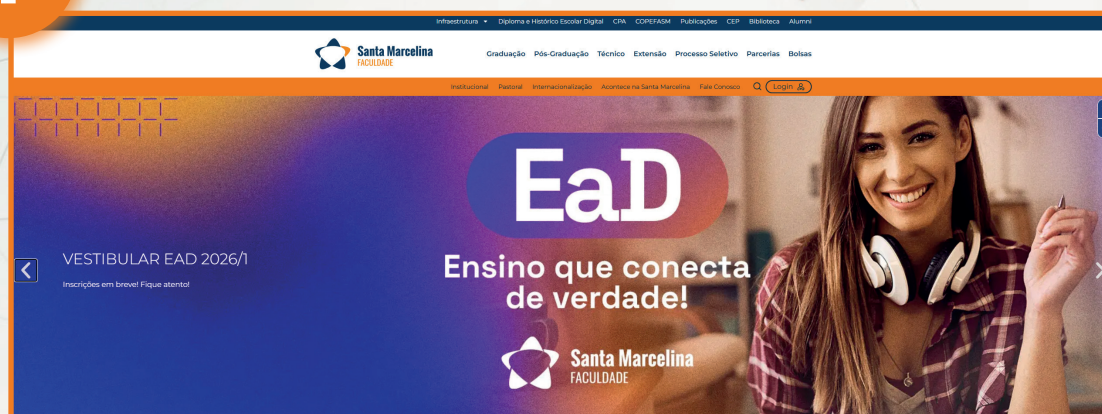 Infraestrutura Diploma e Histórico Escolar Digital CPA COPEFASM Publicações CEP Biblioteca Alumni
Santa Marcelina
FACULDADE
Graduação Pós-Graduação Técnico Extensão Processo Seletivo Parcerias Bolsas
Institucional Pastoral Internacionalização Acontece na Santa Marcelina Fale Conosco Login
EaD
VESTIBULAR EAD 2026/1
Inscrições em breve! Fique atento!
Ensino que conecta
de verdade!
Santa Marcelina
FACULDADE